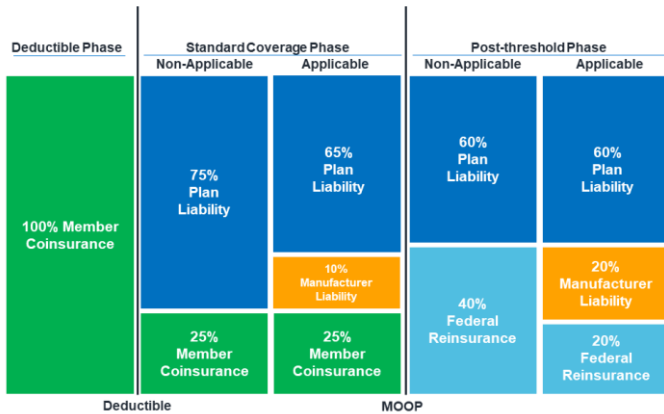 Deductible Phase
Standard Coverage Phase
Post-threshold Phase
Non-Applicable
Applicable
Non-Applicable
Applicable
100% Member
Coinsurance
75%
Plan
Liability
25%
Member
Coinsurance
65%
Plan
Liability
10%
Manufacturer
Liability
25%
Member
Coinsurance
60%
Plan
Liability
40%
Federal
Reinsurance
60%
Plan
Liability
20%
Manufacturer
Liability
20%
Federal
Reinsurance
Deductible
MOOP